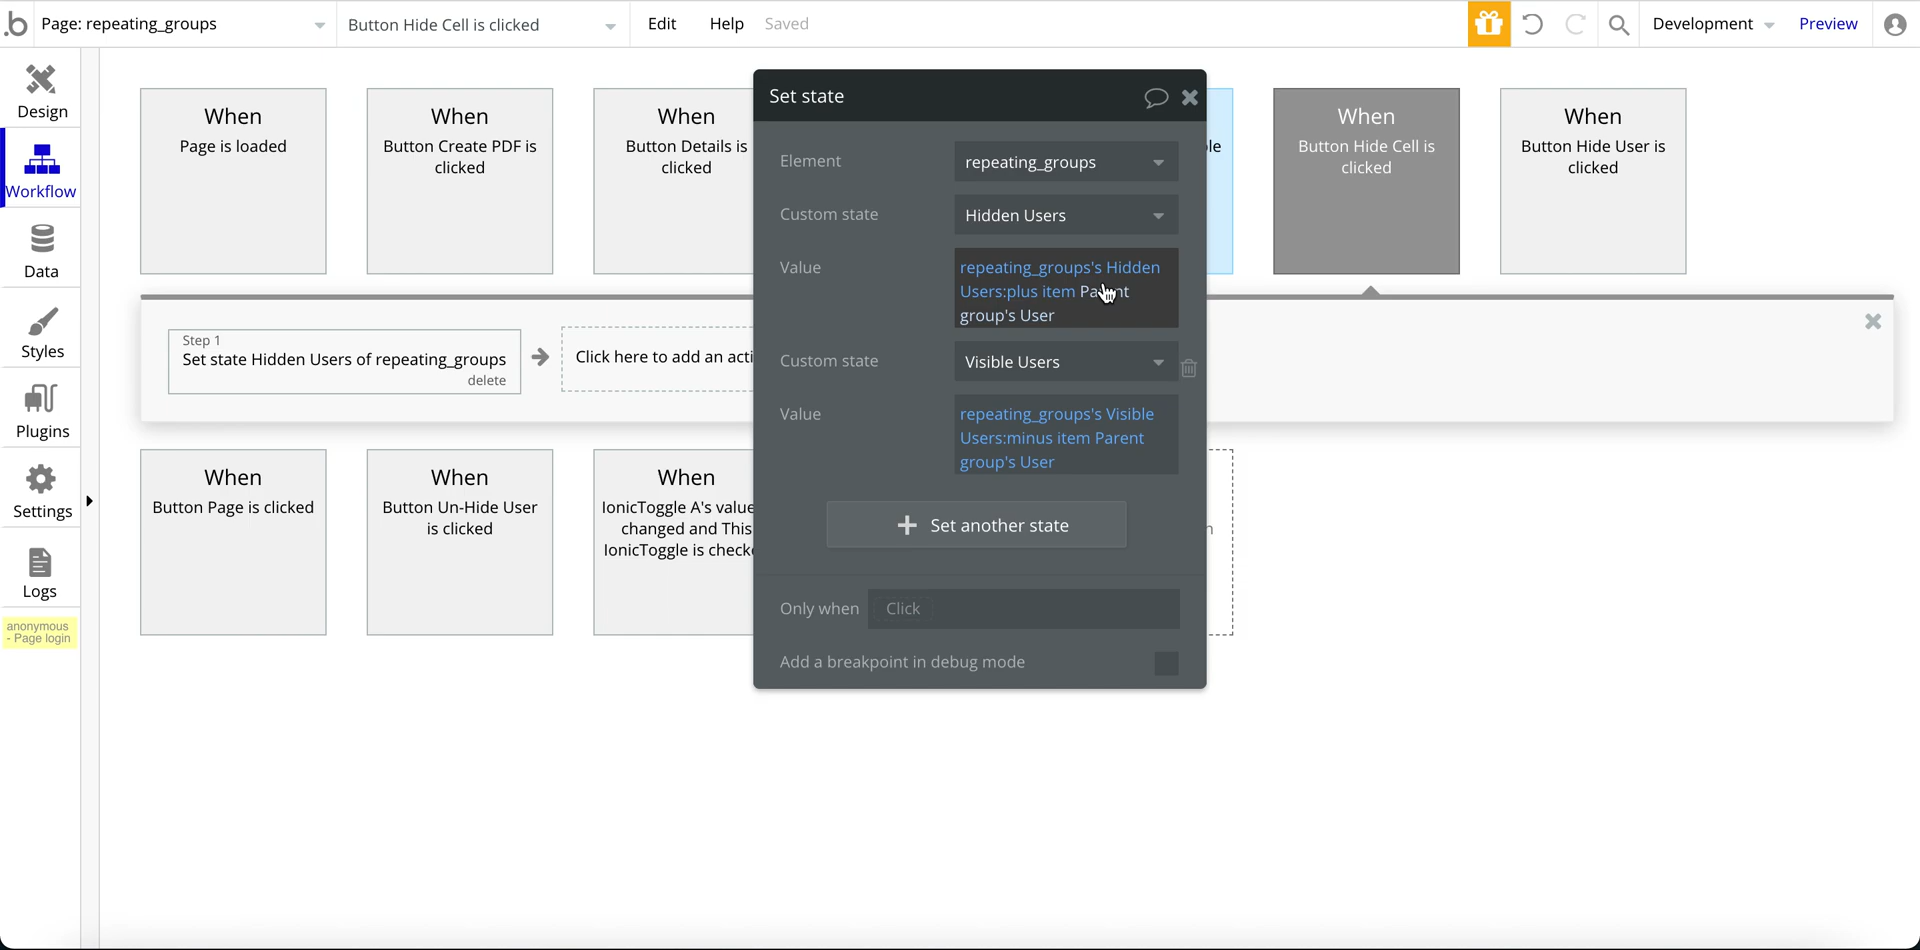 .b Page: repeating_groups Button Hide Cell is clicked Edit Help Saved Development Preview
Design
Workflow
Data
Styles
Plugins
Settings
Logs
anonymous
- Page login
When
Page is loaded
When
Button Create PDF is
clicked
When
Button Details is
clicked
When
Button Hide Cell is
clicked
When
Button Hide User is
clicked
Step 1
Set state Hidden Users of repeating_groups
delete
Click here to add an acti
When
Button Page is clicked
When
Button Un-Hide User
is clicked
When
IonicToggle A's value
changed and This
IonicToggle is check
Set state
Element repeating_groups
Custom state Hidden Users
Value repeating_groups's Hidden
Users:plus item Parent
group's User
Custom state Visible Users
Value repeating_groups's Visible
Users:minus item Parent
group's User
+ Set another state
Only when Click
Add a breakpoint in debug mode